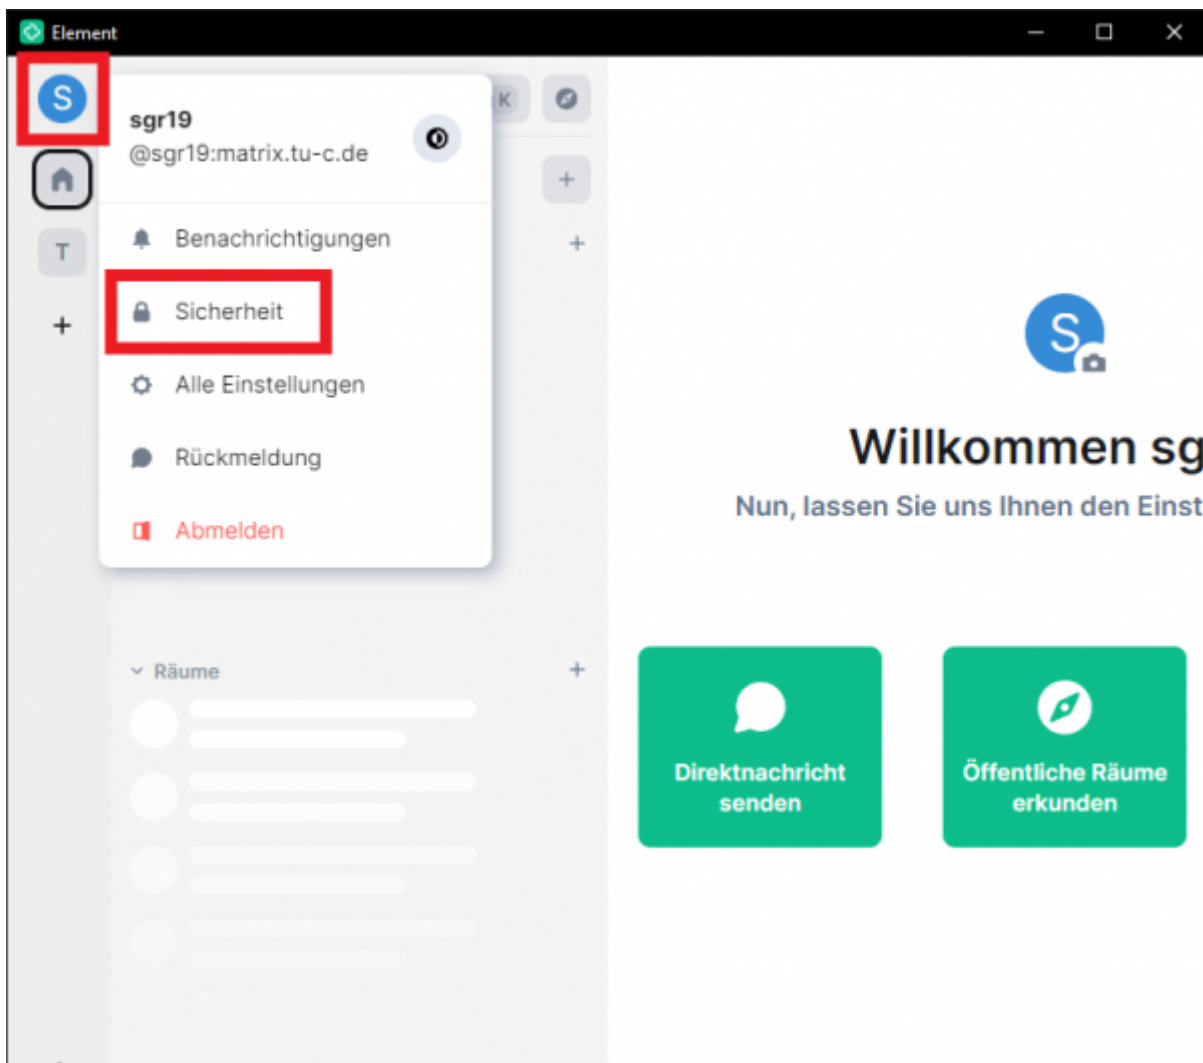 Element
S
sgr19
@sgr19:matrix.tu-c.de
K
T
Benachrichtigungen
Sicherheit
Alle Einstellungen
Rückmeldung
Abmelden
Räume
S
Willkommen sg
Nun, lassen Sie uns Ihnen den Einst
Direktnachricht
senden
Öffentliche Räume
erkunden